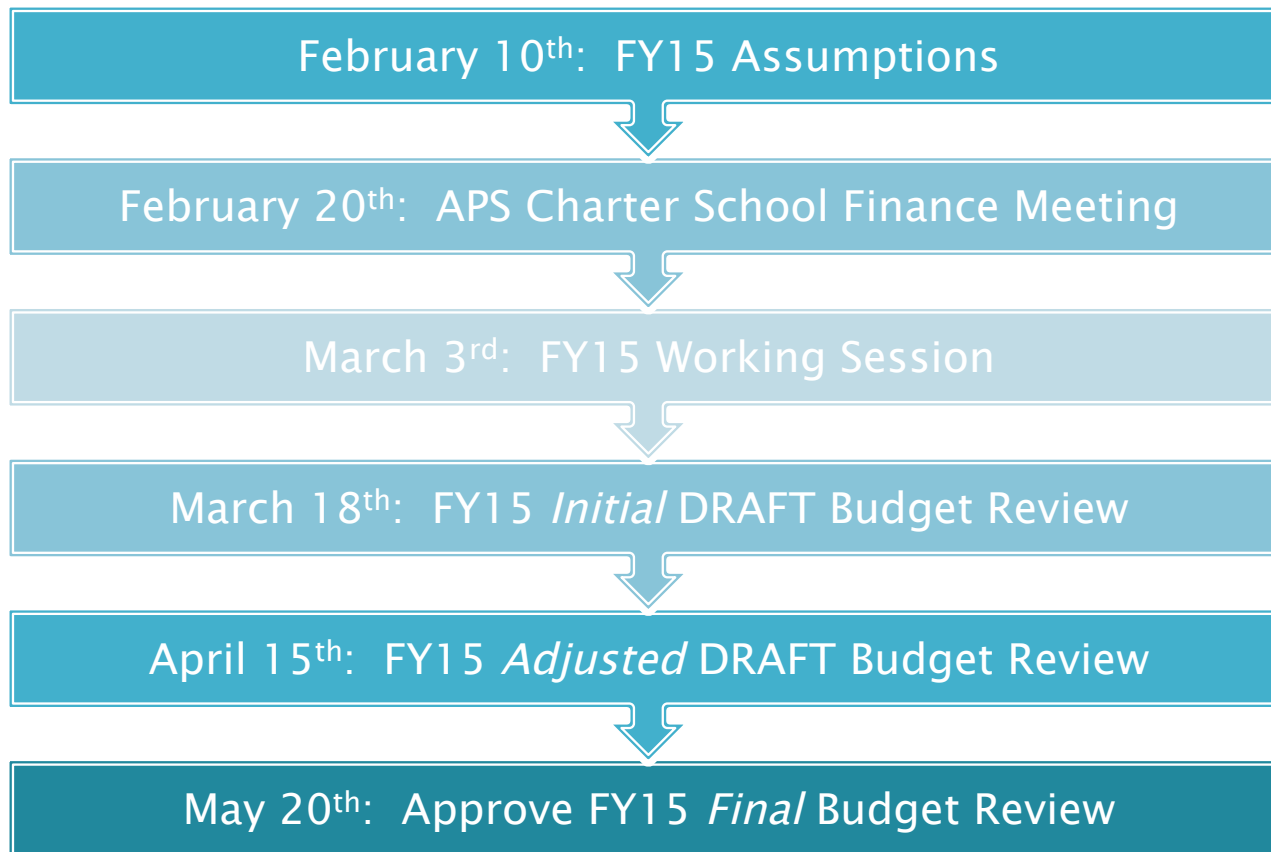 February 10th: FY15 Assumptions
February 20th: APS Charter School Finance Meeting
March 3rd: FY15 Working Session
March 18th: FY15 Initial DRAFT Budget Review
April 15th: FY15 Adjusted DRAFT Budget Review
May 20th: Approve FY15 Final Budget Review